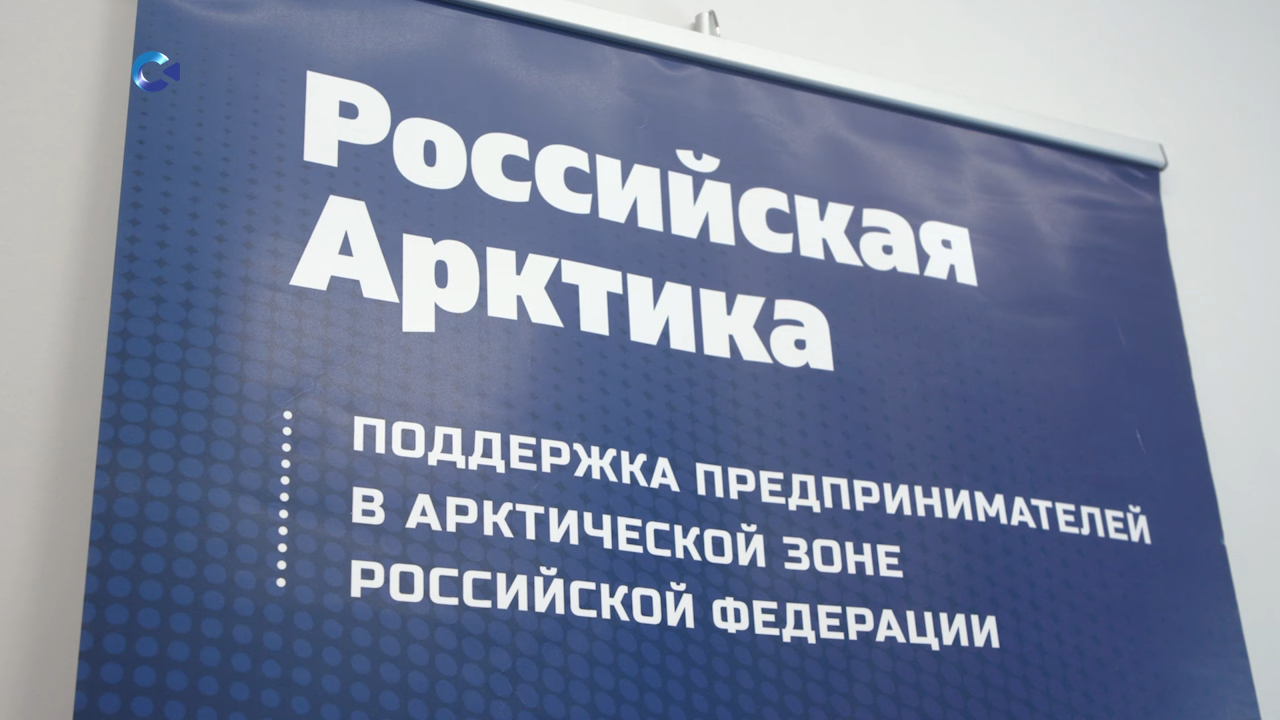 Российская
Арктика
ПОДДЕРЖКА ПРЕДПРИНИМАТЕЛЕЙ
В АРКТИЧЕСКОЙ ЗОНЕ
РОССИЙСКОЙ ФЕДЕРАЦИИ